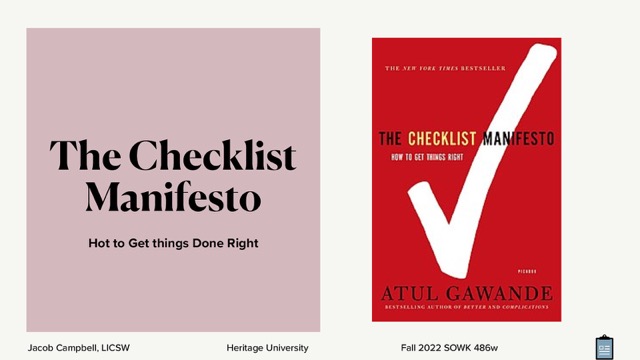 The Checklist
Manifesto
Hot to Get things Done Right
THE NEW YORK TIMES BESTSELLER
THE CHECKLIST MANIFESTO
HOW TO GET THINGS RIGHT
PICADOR
ATUL GAWANDE
BESTSELLING AUTHOR OF BETTER AND COMPLICATIONS
Jacob Campbell, LICSW
Heritage University
Fall 2022 SOWK 486w